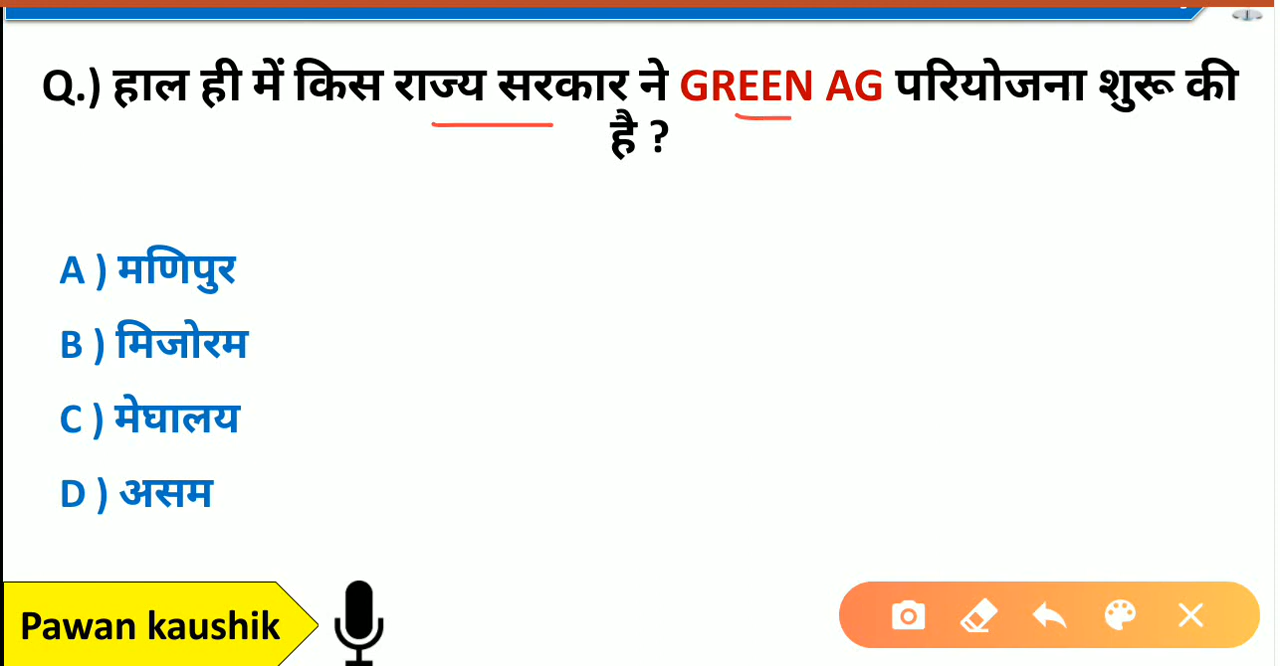 Q.) हाल ही में किस राज्य सरकार ने GREEN AG परियोजना शुरू की
है ?
A ) मणिपुर
B ) मिजोरम
C ) मेघालय
D ) असम
Pawan kaushik